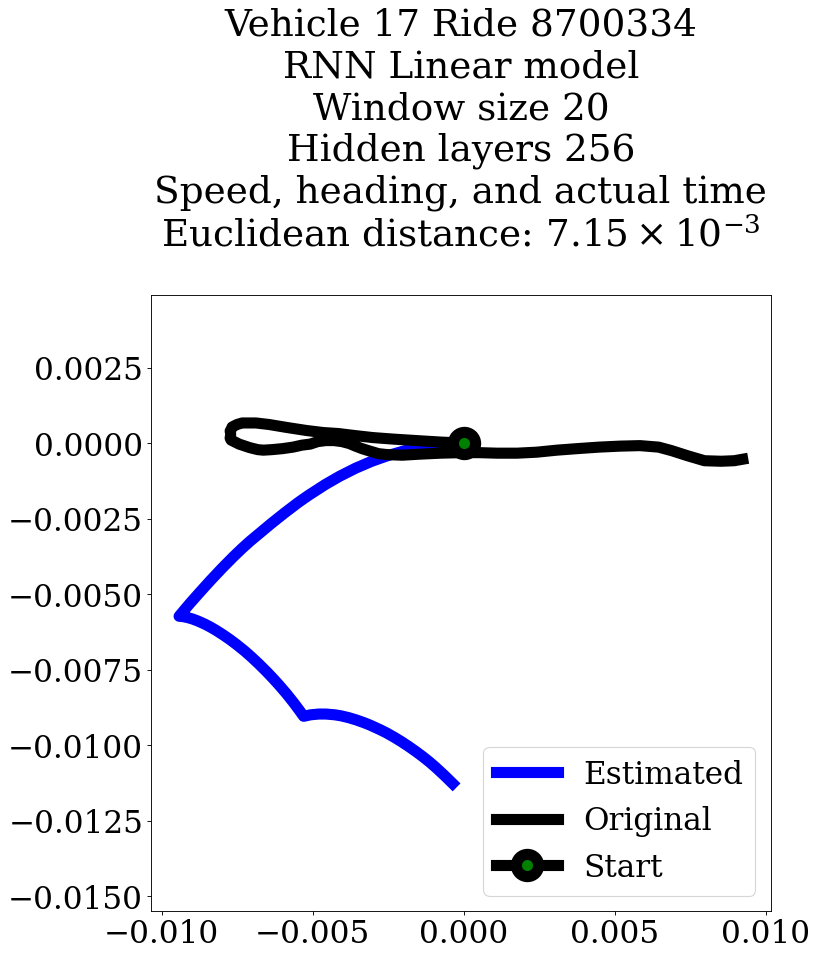 Vehicle 17 Ride 8700334
RNN Linear model
Window size 20
Hidden layers 256
Speed, heading, and actual time
Euclidean distance: 7.15 × 10⁻³
0.0025
0.0000
−0.0025
−0.0050
−0.0075
−0.0100
−0.0125
−0.0150
Estimated
Original
Start
−0.010 −0.005 0.000 0.005 0.010